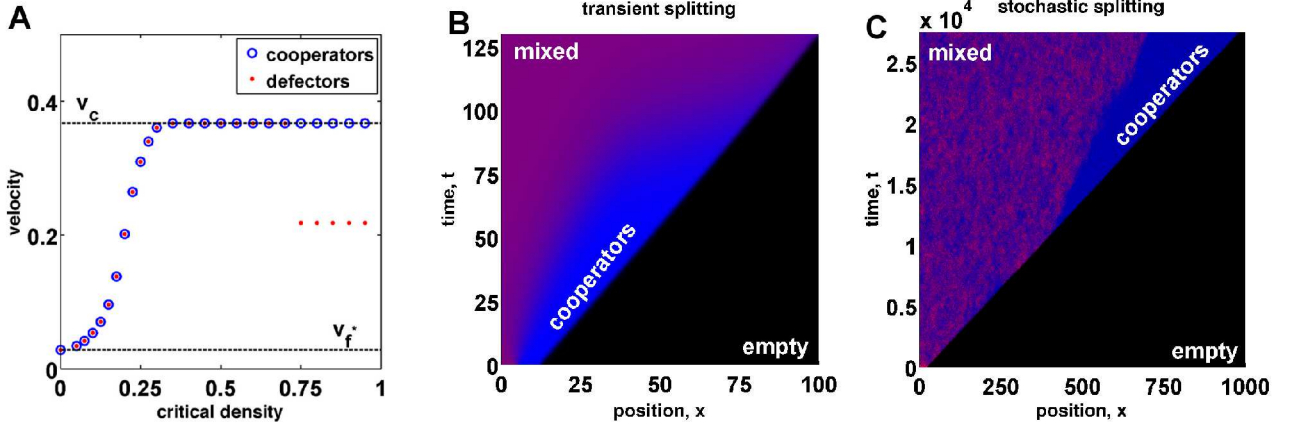 A
cooperators
defectors
v_c
v_f*
velocity
0.4
0.2
0
0
0.25
0.5
0.75
1
critical density
B
transient splitting
mixed
cooperators
empty
time, t
125
100
75
50
25
0
0
25
50
75
100
position, x
C
x 10^4
stochastic splitting
mixed
cooperators
empty
time, t
2.5
2
1.5
1
0.5
0
0
250
500
750
1000
position, x